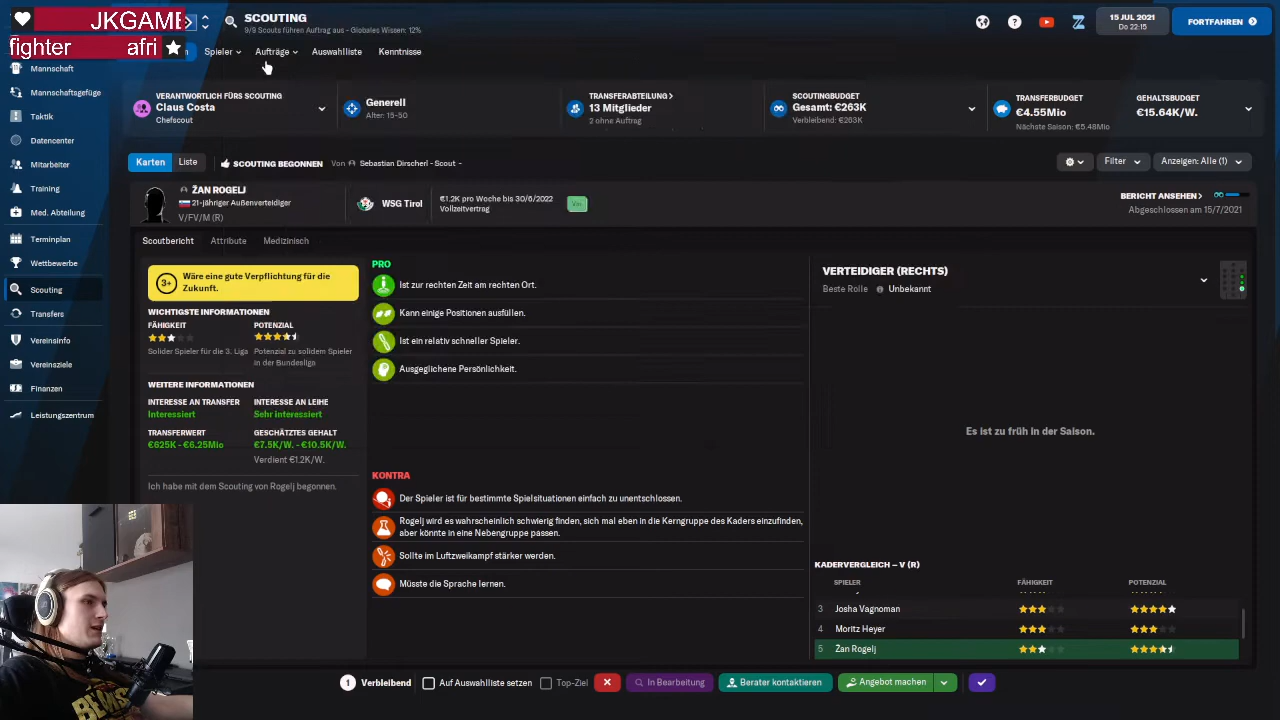 JKGAME
fighter afri
SCOUTING
9/9 Scouts führen Auftrag aus - Globales Wissen: 12%
15 JUL 2021
Do 22:15
FORTFAHREN
Spieler
Aufträge
Auswahlliste
Kenntnisse
Mannschaft
Mannschaftsgefüge
Taktik
Datencenter
Mitarbeiter
Training
Med. Abteilung
Terminplan
Wettbewerbe
Scouting
Transfers
Vereinsinfo
Vereinsziele
Finanzen
Leistungszentrum
VERANTWORTLICH FÜRS SCOUTING
Claus Costa
Chefscout
Generell
Alter: 15-50
TRANSFERABTEILUNG
13 Mitglieder
2 ohne Auftrag
SCOUTINGBUDGET
Gesamt: €263K
Verbleibend: €263K
TRANSFERBUDGET
€4.55Mio
Nächste Saison: €5.48Mio
GEHALTSBUDGET
€15.64K/W.
Karten
Liste
SCOUTING BEGONNEN
Von Sebastian Dirscherl - Scout -
Filter
Anzeigen: Alle (1)
ŽAN ROGELJ
21-jähriger Außenverteidiger
V/FV/M (R)
WSG Tirol
€1.2K pro Woche bis 30/6/2022
Vollzeitvertrag
BERICHT ANSEHEN
Abgeschlossen am 15/7/2021
Scoutbericht
Attribute
Medizinisch
3+
Wäre eine gute Verpflichtung für die
Zukunft.
WICHTIGSTE INFORMATIONEN
FÄHIGKEIT
Solider Spieler für die 3. Liga
POTENZIAL
Potenzial zu solidem Spieler
in der Bundesliga
WEITERE INFORMATIONEN
INTERESSE AN TRANSFER
Interessiert
INTERESSE AN LEIHE
Sehr interessiert
TRANSFERWERT
€625K - €6.25Mio
GESCHÄTZTES GEHALT
€7.5K/W. - €10.5K/W.
Verdient €1.2K/W.
Ich habe mit dem Scouting von Rogelj begonnen.
PRO
Ist zur rechten Zeit am rechten Ort.
Kann einige Positionen ausfüllen.
Ist ein relativ schneller Spieler.
Ausgeglichene Persönlichkeit.
KONTRA
Der Spieler ist für bestimmte Spielsituationen einfach zu unentschlossen.
Rogelj wird es wahrscheinlich schwierig finden, sich mal eben in die Kerngruppe des Kaders einzufinden,
aber könnte in eine Nebengruppe passen.
Sollte im Luftzweikampf stärker werden.
Müsste die Sprache lernen.
VERTEIDIGER (RECHTS)
Beste Rolle Unbekannt
Es ist zu früh in der Saison.
KADERVERGLEICH – V (R)
SPIELER FÄHIGKEIT POTENZIAL
3 Josha Vagnoman
4 Moritz Heyer
5 Žan Rogelj
1 Verbleibend
Auf Auswahlliste setzen
Top-Ziel
In Bearbeitung
Berater kontaktieren
Angebot machen